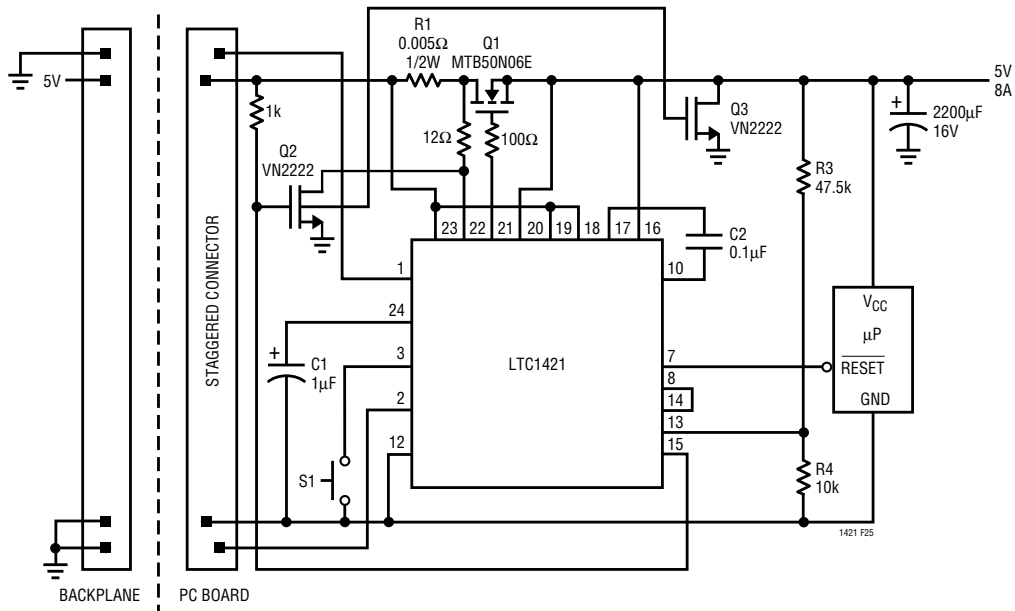 R1
0.005Ω
1/2W
Q1
MTB50N06E
5V
5V
8A
1k
12Ω
100Ω
Q3
VN2222
+
2200µF
16V
Q2
VN2222
R3
47.5k
23 22 21 20 19 18 17 16
C2
0.1µF
1
10
24
3
2
12
LTC1421
7
8
14
13
15
VCC
µP
RESET
GND
+
C1
1µF
S1
R4
10k
STAGGERED CONNECTOR
1421 F25
BACKPLANE
PC BOARD